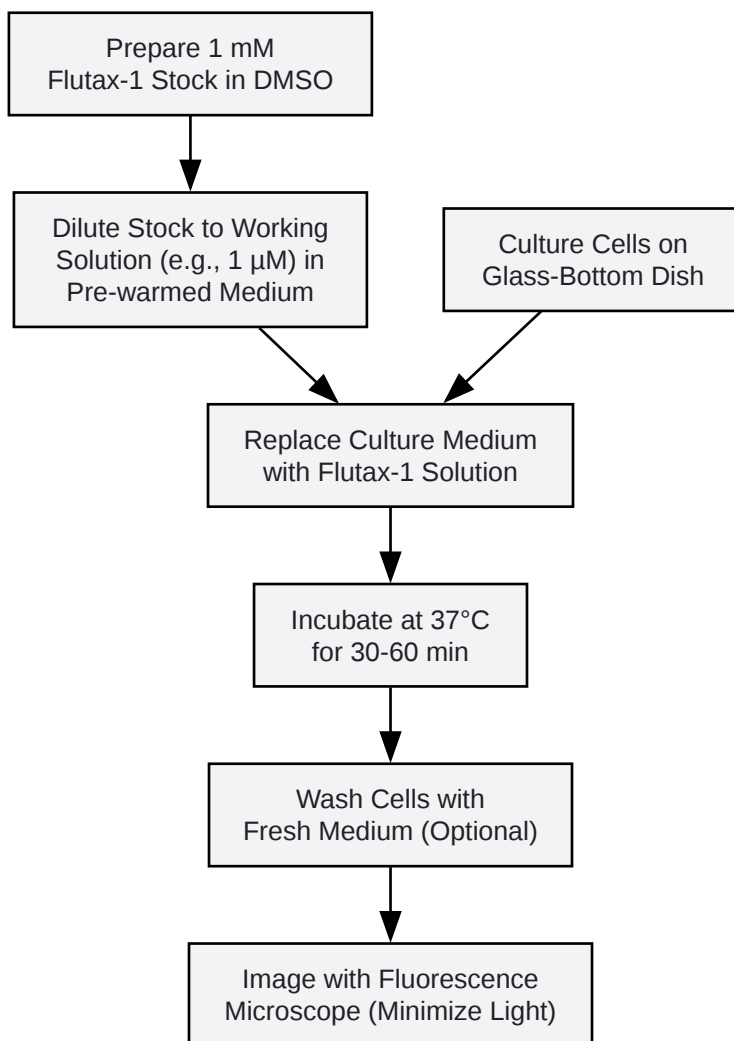 Prepare 1 mM
Flutax-1 Stock in DMSO
Dilute Stock to Working
Solution (e.g., 1 µM) in
Pre-warmed Medium
Culture Cells on
Glass-Bottom Dish
Replace Culture Medium
with Flutax-1 Solution
Incubate at 37°C
for 30-60 min
Wash Cells with
Fresh Medium (Optional)
Image with Fluorescence
Microscope (Minimize Light)